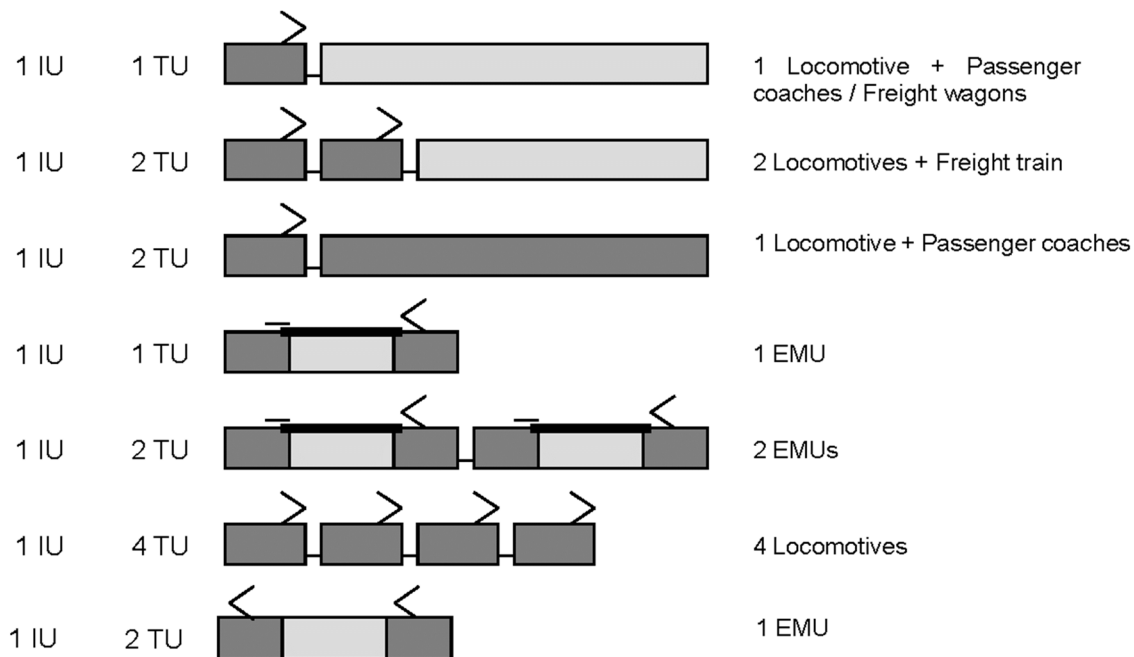 1 IU 1 TU 1 Locomotive + Passenger
coaches / Freight wagons
1 IU 2 TU 2 Locomotives + Freight train
1 IU 2 TU 1 Locomotive + Passenger coaches
1 IU 1 TU 1 EMU
1 IU 2 TU 2 EMUs
1 IU 4 TU 4 Locomotives
1 IU 2 TU 1 EMU